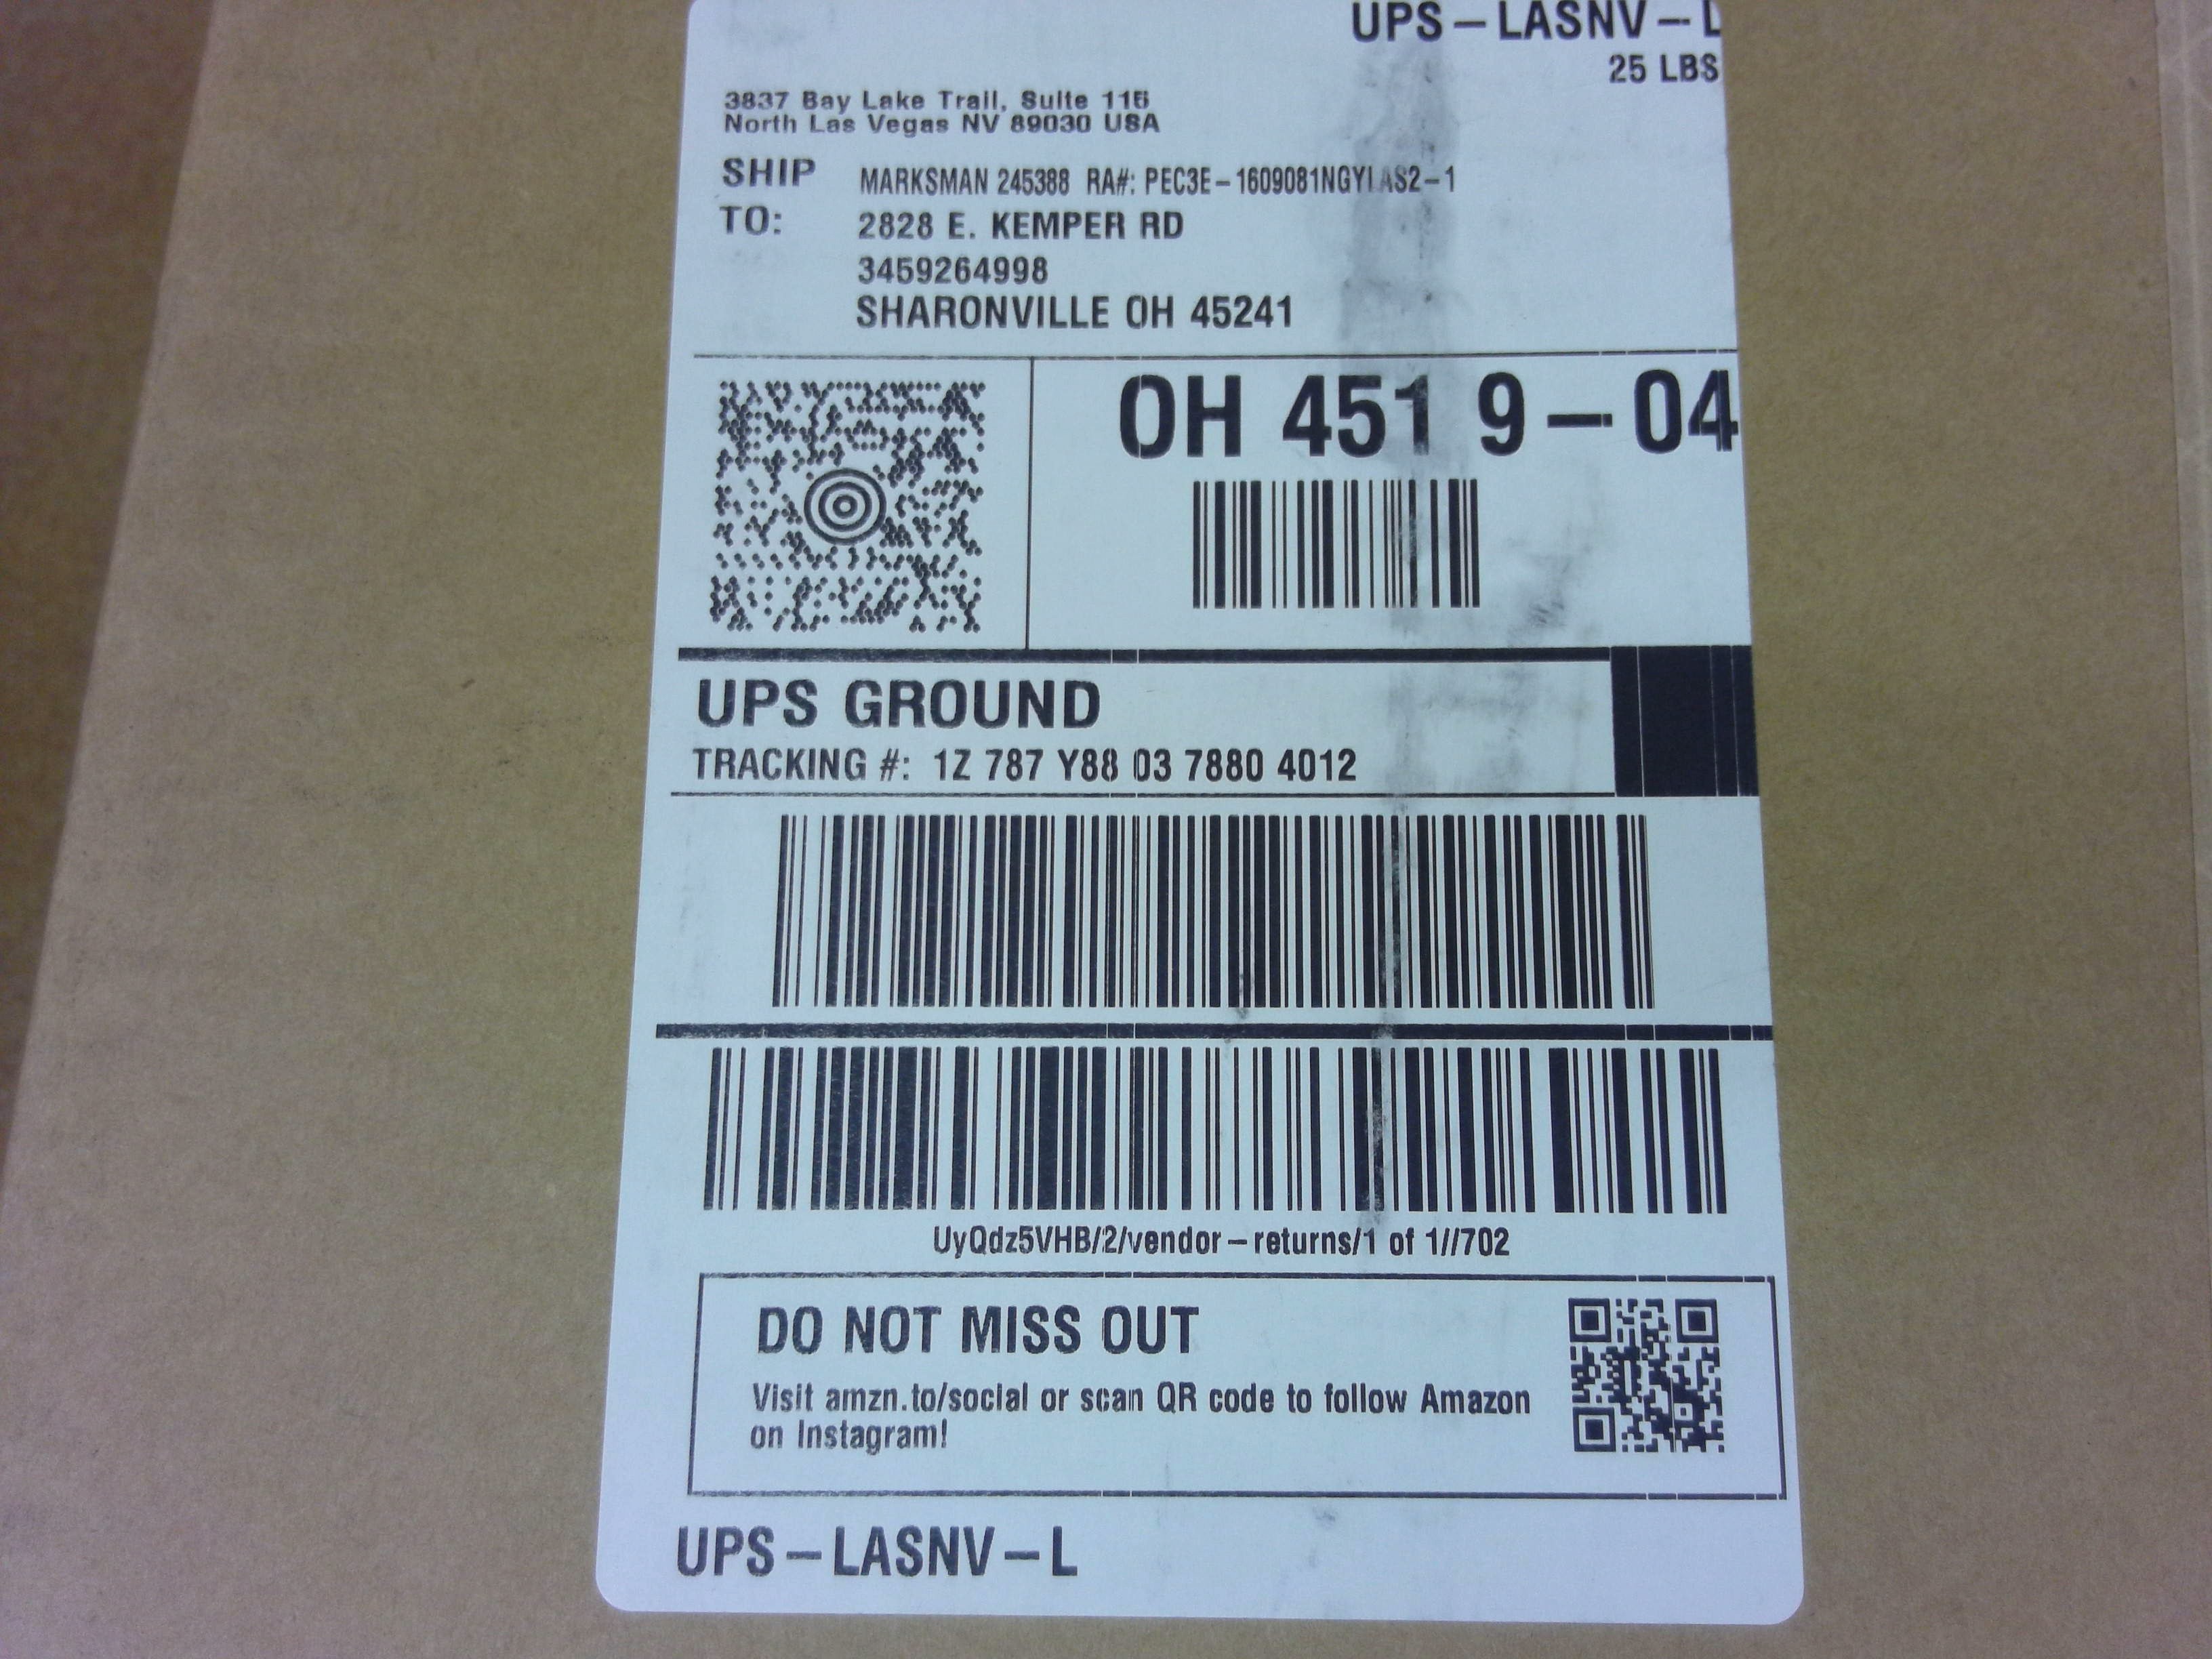 UPS-LASNV-L
25 LBS
3837 Bay Lake Trail, Suite 115
North Las Vegas NV 89030 USA
SHIP TO: MARKSMAN 245388 RA#: PEC3E-1609081NGYLAS2-1
2828 E. KEMPER RD
3459264998
SHARONVILLE OH 45241
OH 451 9-04
UPS GROUND
TRACKING #: 1Z 787 Y88 03 7880 4012
UyQdz5VHB/2/vendor-returns/1 of 1//702
DO NOT MISS OUT
Visit amzn.to/social or scan QR code to follow Amazon
on Instagram!
UPS-LASNV-L